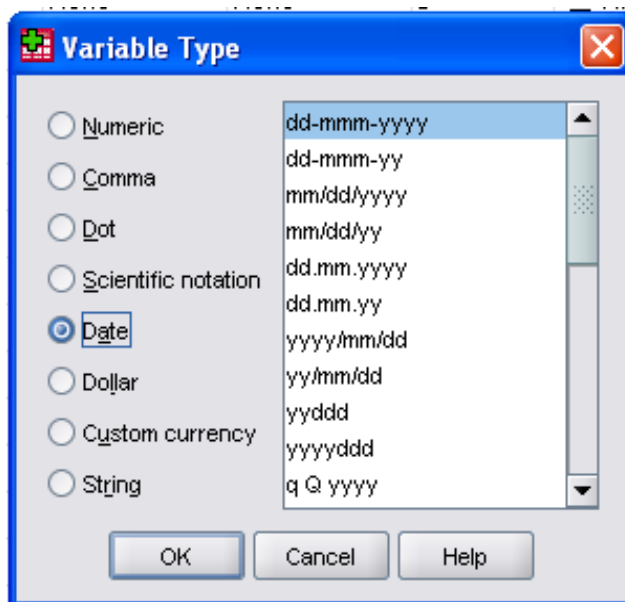 Variable Type
Numeric
Comma
Dot
Scientific notation
Date
Dollar
Custom currency
String
dd-mmm-yyyy
dd-mmm-yy
mm/dd/yyyy
mm/dd/yy
dd.mm.yyyy
dd.mm.yy
yyyy/mm/dd
yy/mm/dd
yyddd
yyyyddd
q Q yyyy
OK
Cancel
Help